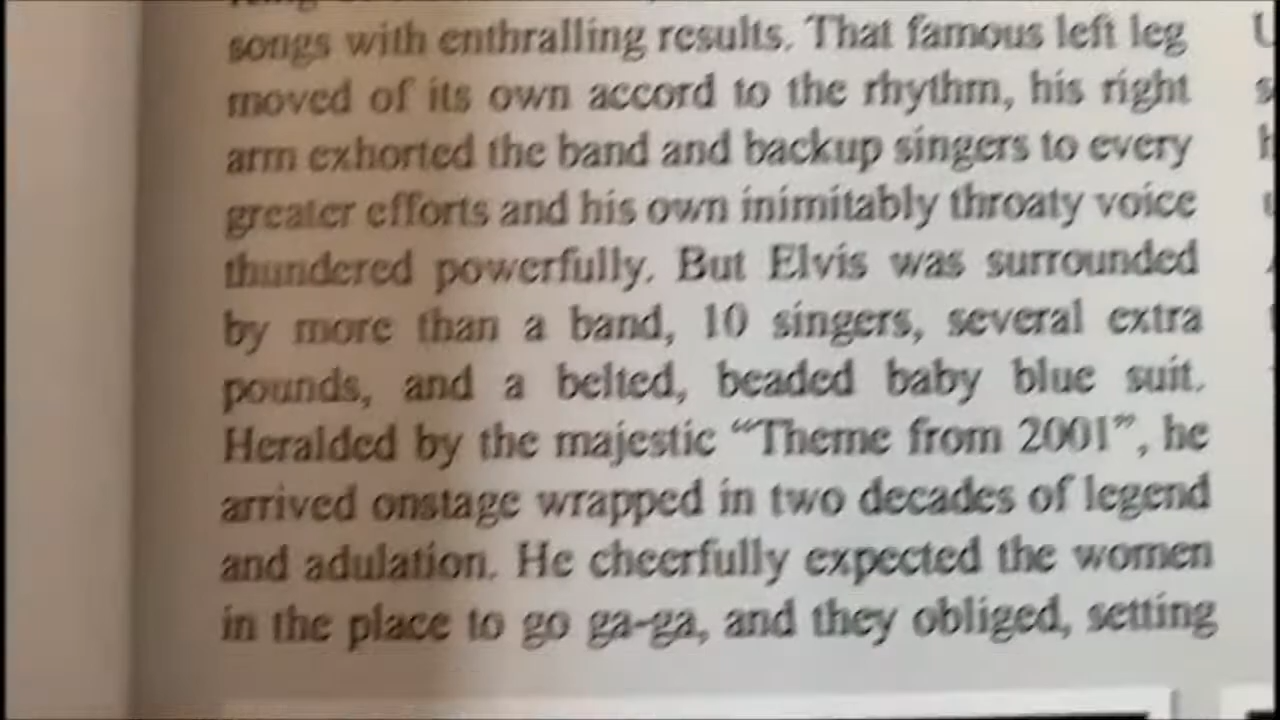 songs with enthralling results. That famous left leg
moved of its own accord to the rhythm, his right
arm exhorted the band and backup singers to every
greater efforts and his own inimitably throaty voice
thundered powerfully. But Elvis was surrounded
by more than a band, 10 singers, several extra
pounds, and a belted, beaded baby blue suit.
Heralded by the majestic “Theme from 2001”, he
arrived onstage wrapped in two decades of legend
and adulation. He cheerfully expected the women
in the place to go ga-ga, and they obliged, setting